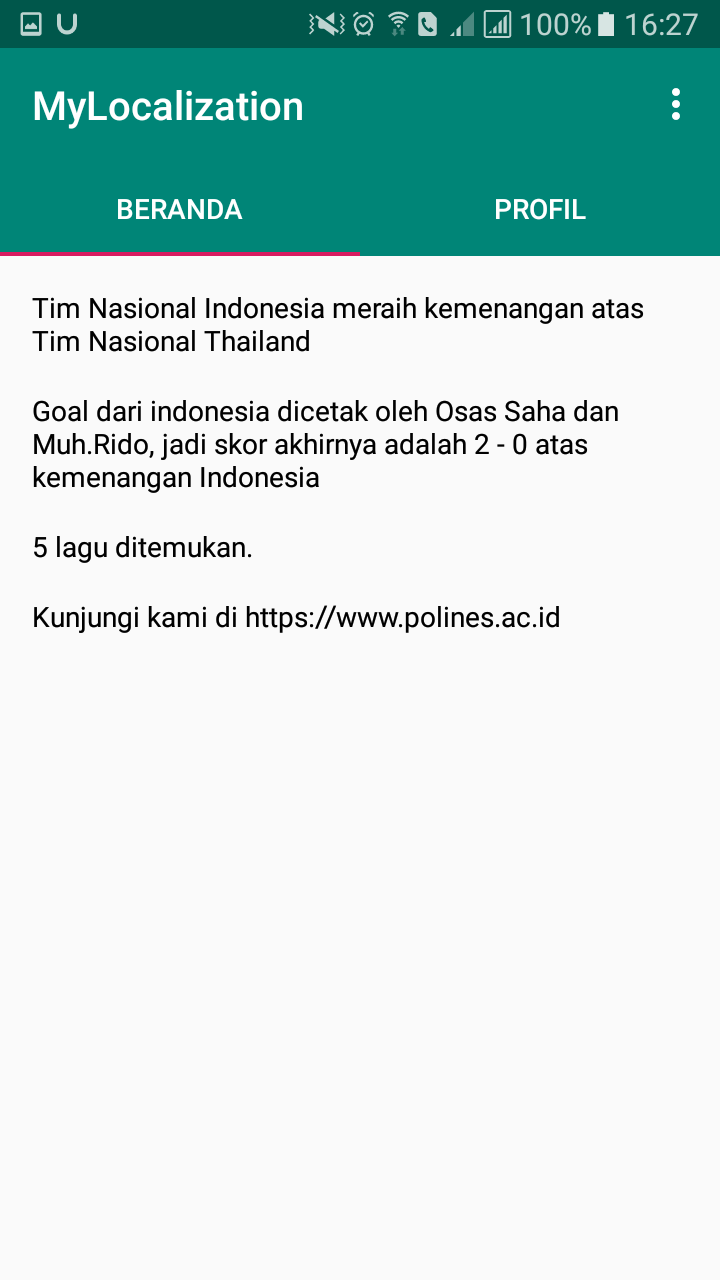 100% 16:27
MyLocalization
BERANDA PROFIL
Tim Nasional Indonesia meraih kemenangan atas
Tim Nasional Thailand
Goal dari indonesia dicetak oleh Osas Saha dan
Muh.Rido, jadi skor akhirnya adalah 2 - 0 atas
kemenangan Indonesia
5 lagu ditemukan.
Kunjungi kami di https://www.polines.ac.id